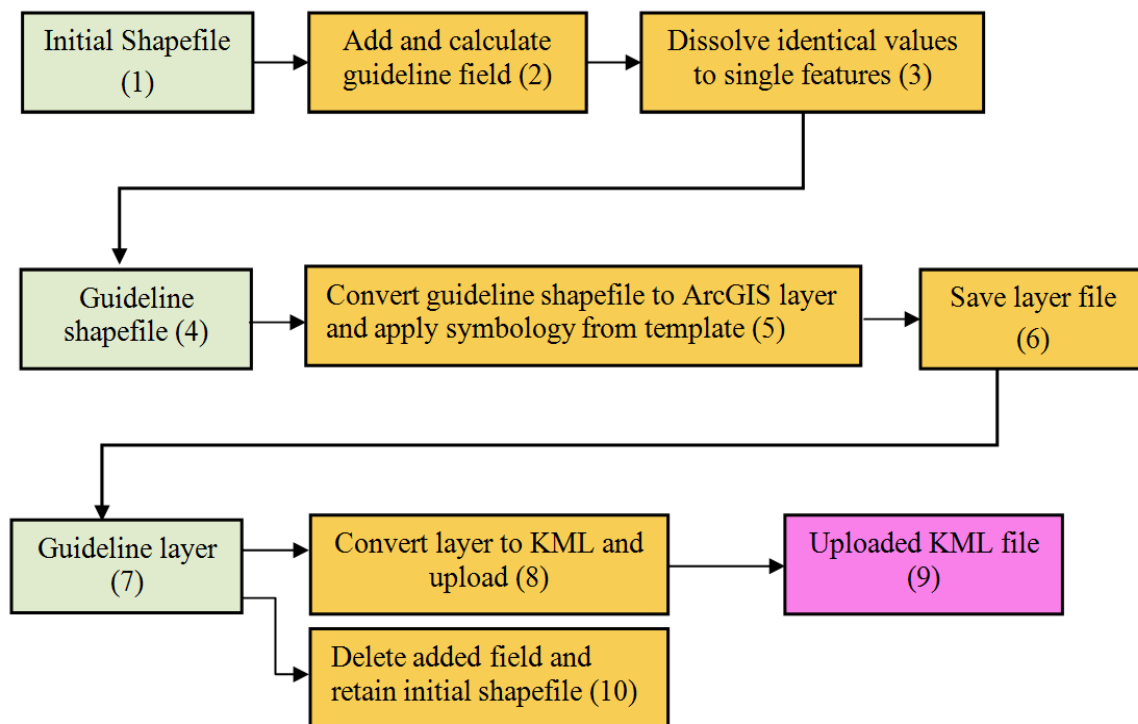 Initial Shapefile
(1)
Add and calculate
guideline field (2)
Dissolve identical values
to single features (3)
Guideline
shapefile (4)
Convert guideline shapefile to ArcGIS layer
and apply symbology from template (5)
Save layer file
(6)
Guideline layer
(7)
Convert layer to KML and
upload (8)
Uploaded KML file
(9)
Delete added field and
retain initial shapefile (10)